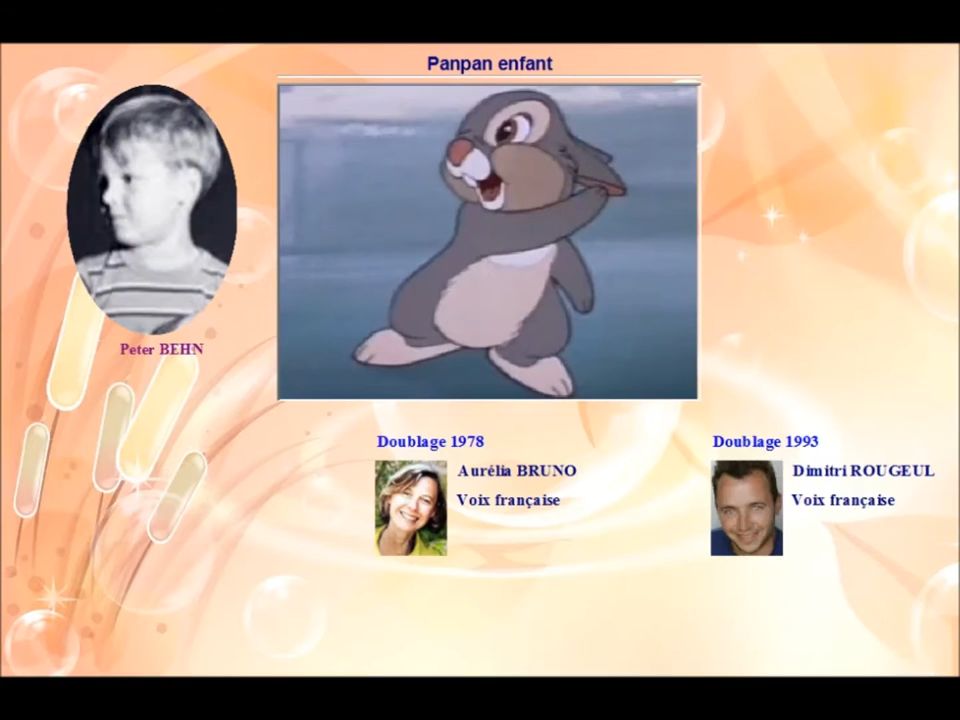 Panpan enfant
Peter BEHN
Doublage 1978
Aurélia BRUNO
Voix française
Doublage 1993
Dimitri ROUGEUL
Voix française